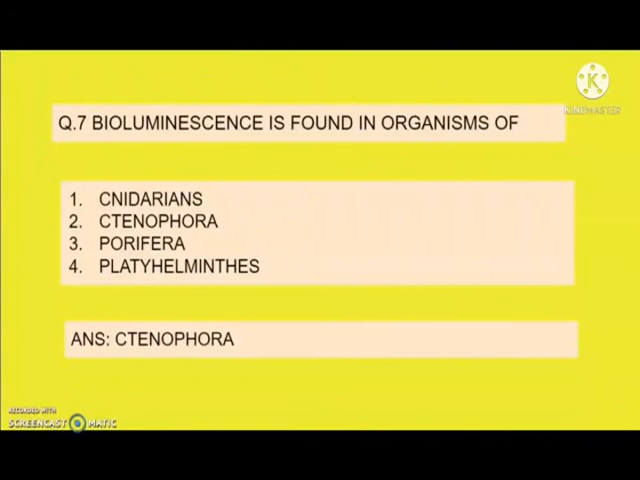 KINEMASTER
Q.7 BIOLUMINESCENCE IS FOUND IN ORGANISMS OF
1. CNIDARIANS
2. CTENOPHORA
3. PORIFERA
4. PLATYHELMINTHES
ANS: CTENOPHORA
RECORDED WITH
SCREENCAST MATIC